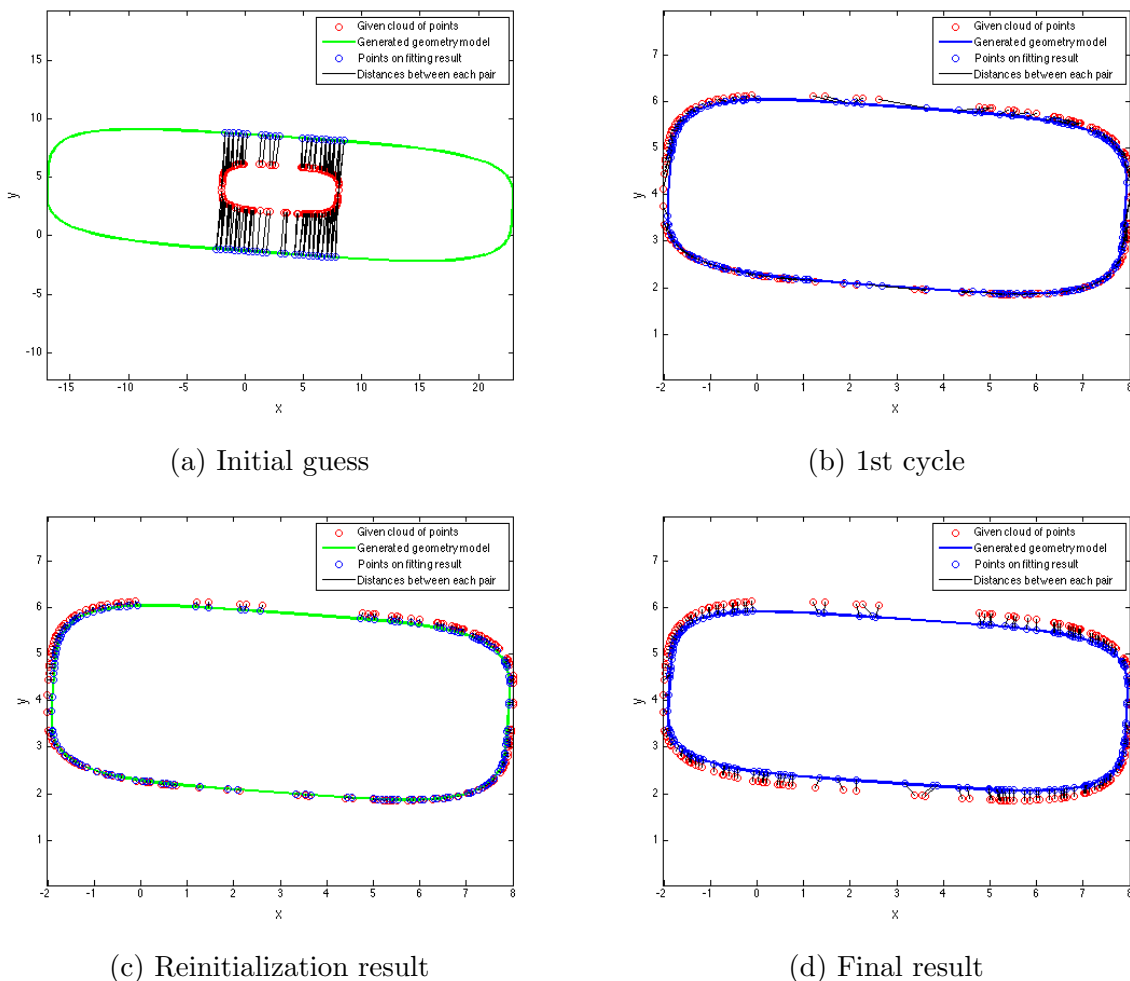 Given cloud of points
Generated geometry model
Points on fitting result
Distances between each pair
15
10
5
0
-5
-10
y
-15 -10 -5 0 5 10 15 20
x
(a) Initial guess
Given cloud of points
Generated geometry model
Points on fitting result
Distances between each pair
7
6
5
4
3
2
1
y
-2 -1 0 1 2 3 4 5 6 7 8
x
(b) 1st cycle
Given cloud of points
Generated geometry model
Points on fitting result
Distances between each pair
7
6
5
4
3
2
1
y
-2 -1 0 1 2 3 4 5 6 7 8
x
(c) Reinitialization result
Given cloud of points
Generated geometry model
Points on fitting result
Distances between each pair
7
6
5
4
3
2
1
y
-2 -1 0 1 2 3 4 5 6 7 8
x
(d) Final result